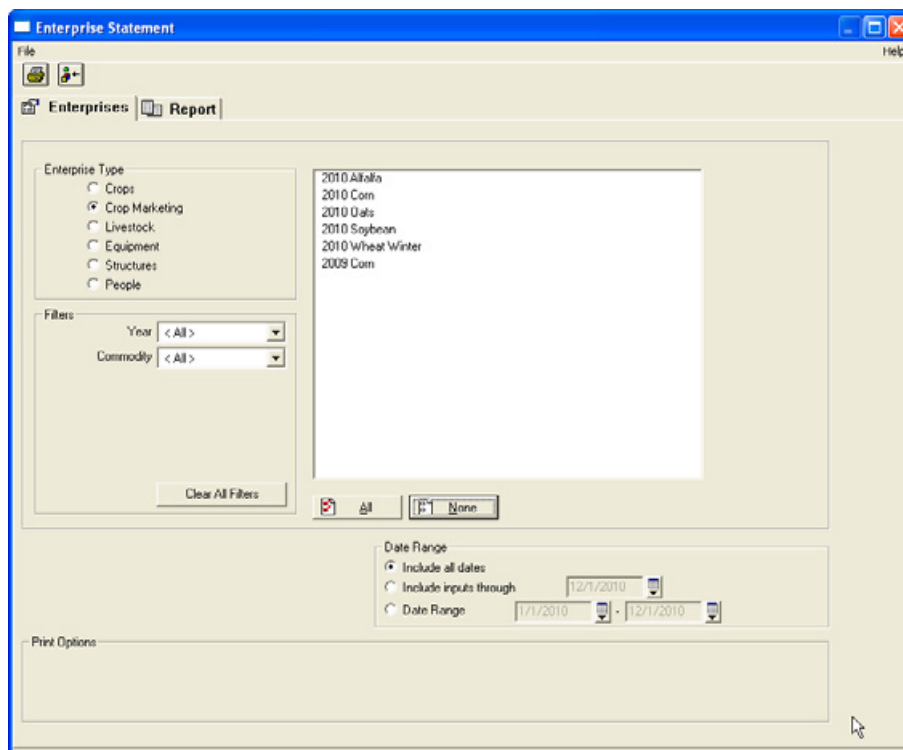 Enterprise Statement
File Help
Enterprises Report
Enterprise Type
Crops
Crop Marketing
Livestock
Equipment
Structures
People
Filters
Year < All >
Commodity < All >
Clear All Filters
2010 Alfalfa
2010 Corn
2010 Oats
2010 Soybean
2010 Wheat Winter
2009 Corn
All None
Date Range
Include all dates
Include inputs through 12/1/2010
Date Range 1/1/2010 - 12/1/2010
Print Options